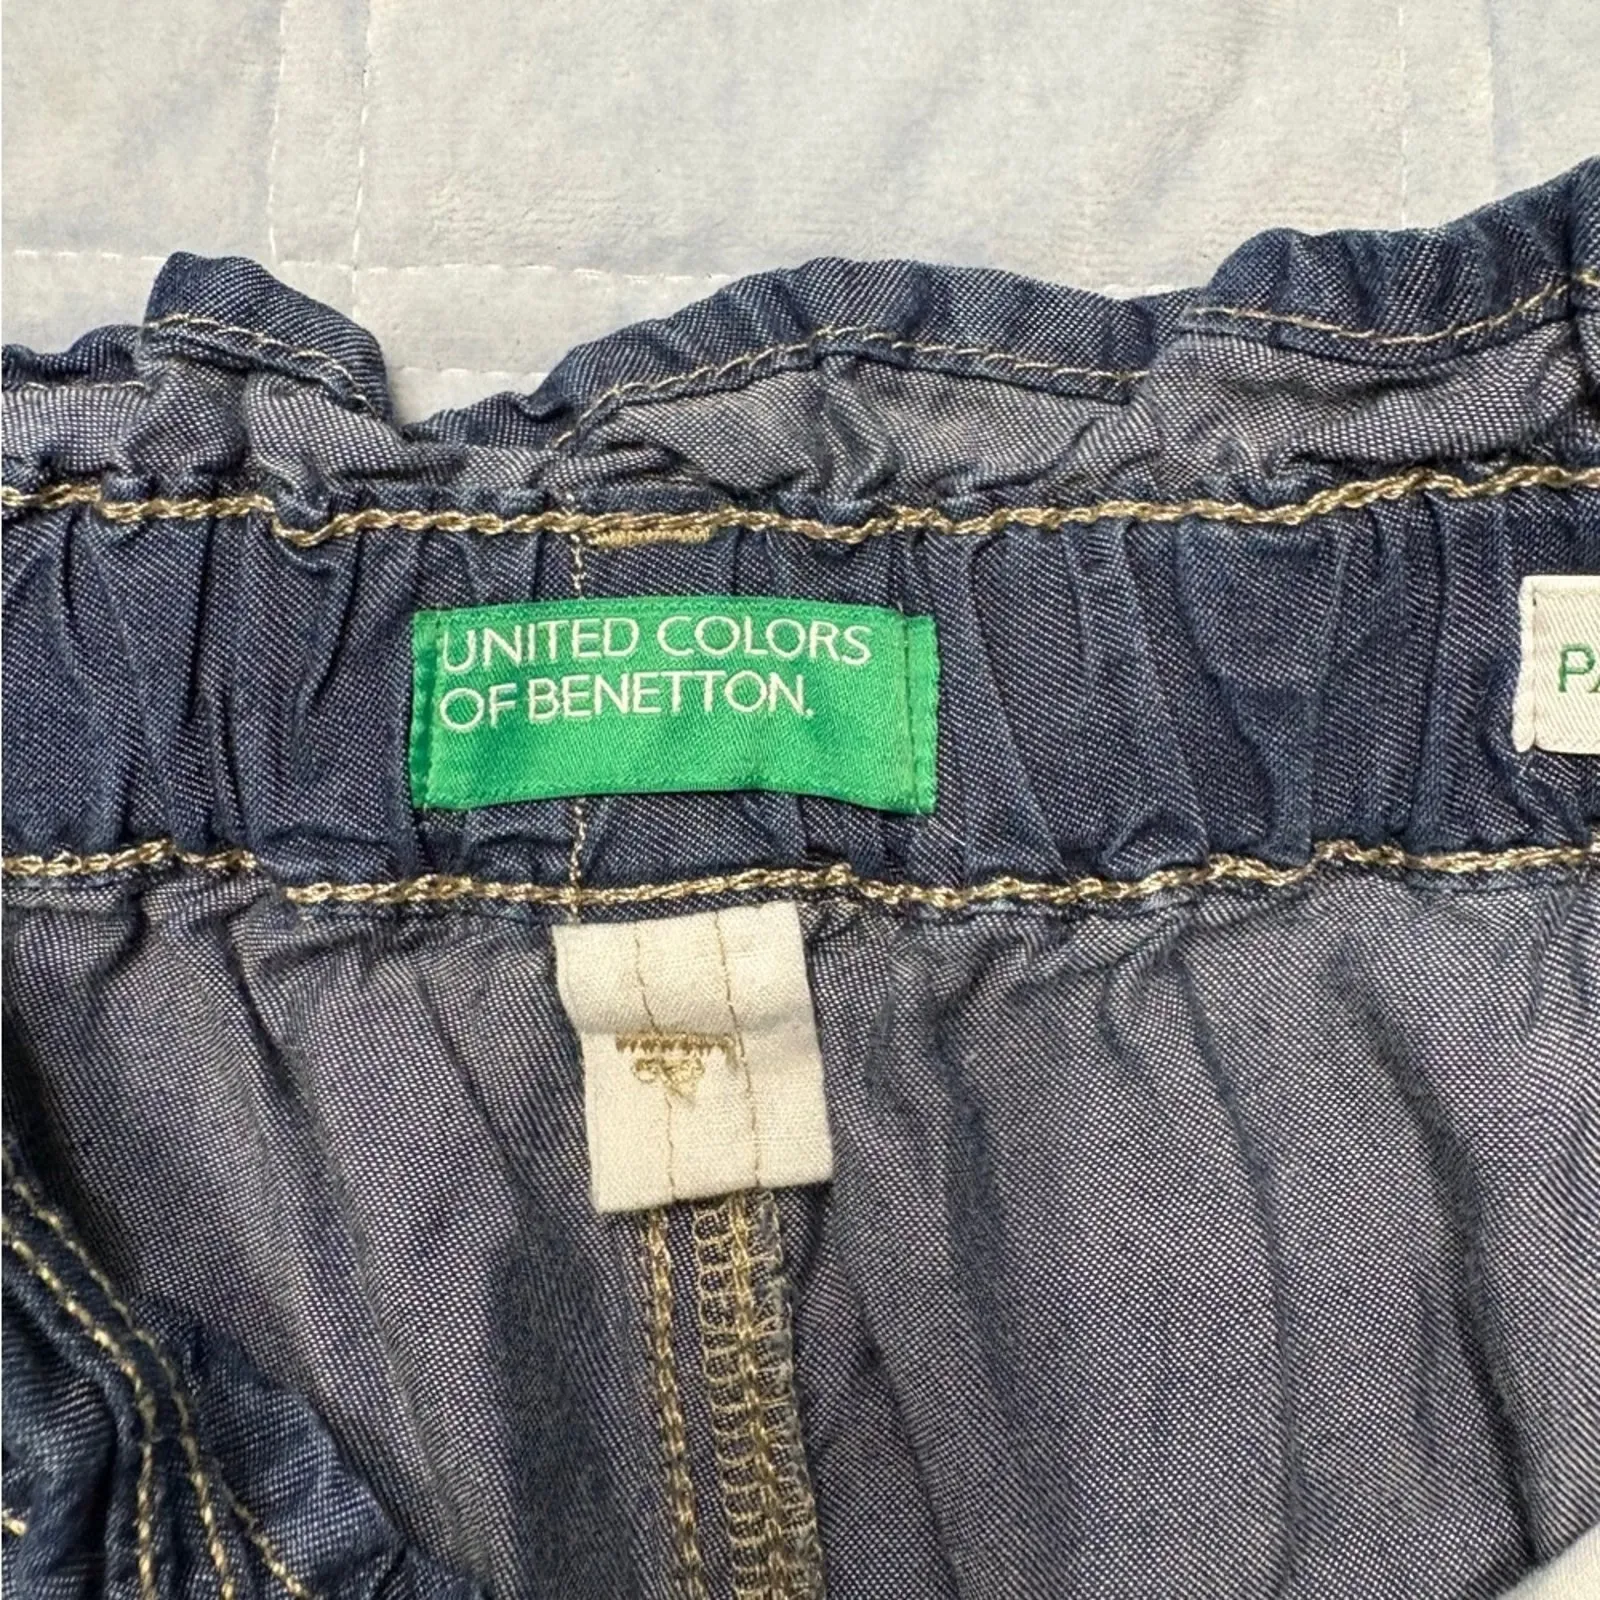 UNITED COLORS
OF BENETTON.